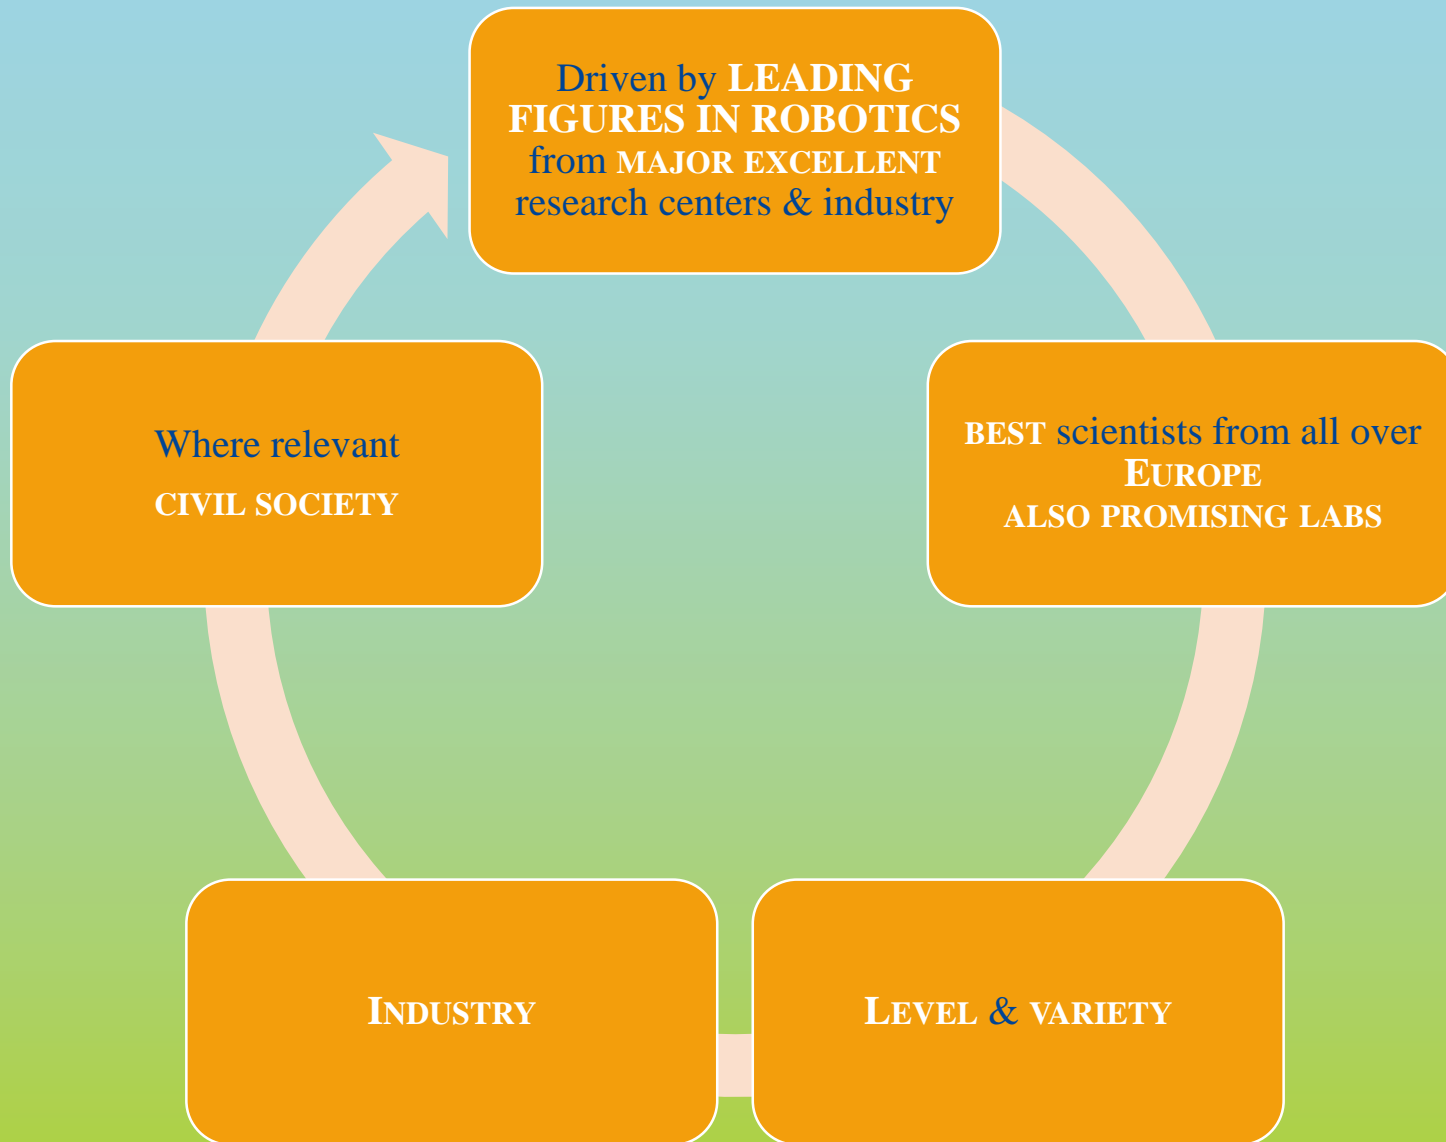 Driven by LEADING
FIGURES IN ROBOTICS
from MAJOR EXCELLENT
research centers & industry
BEST scientists from all over
EUROPE
ALSO PROMISING LABS
LEVEL & VARIETY
INDUSTRY
Where relevant
CIVIL SOCIETY